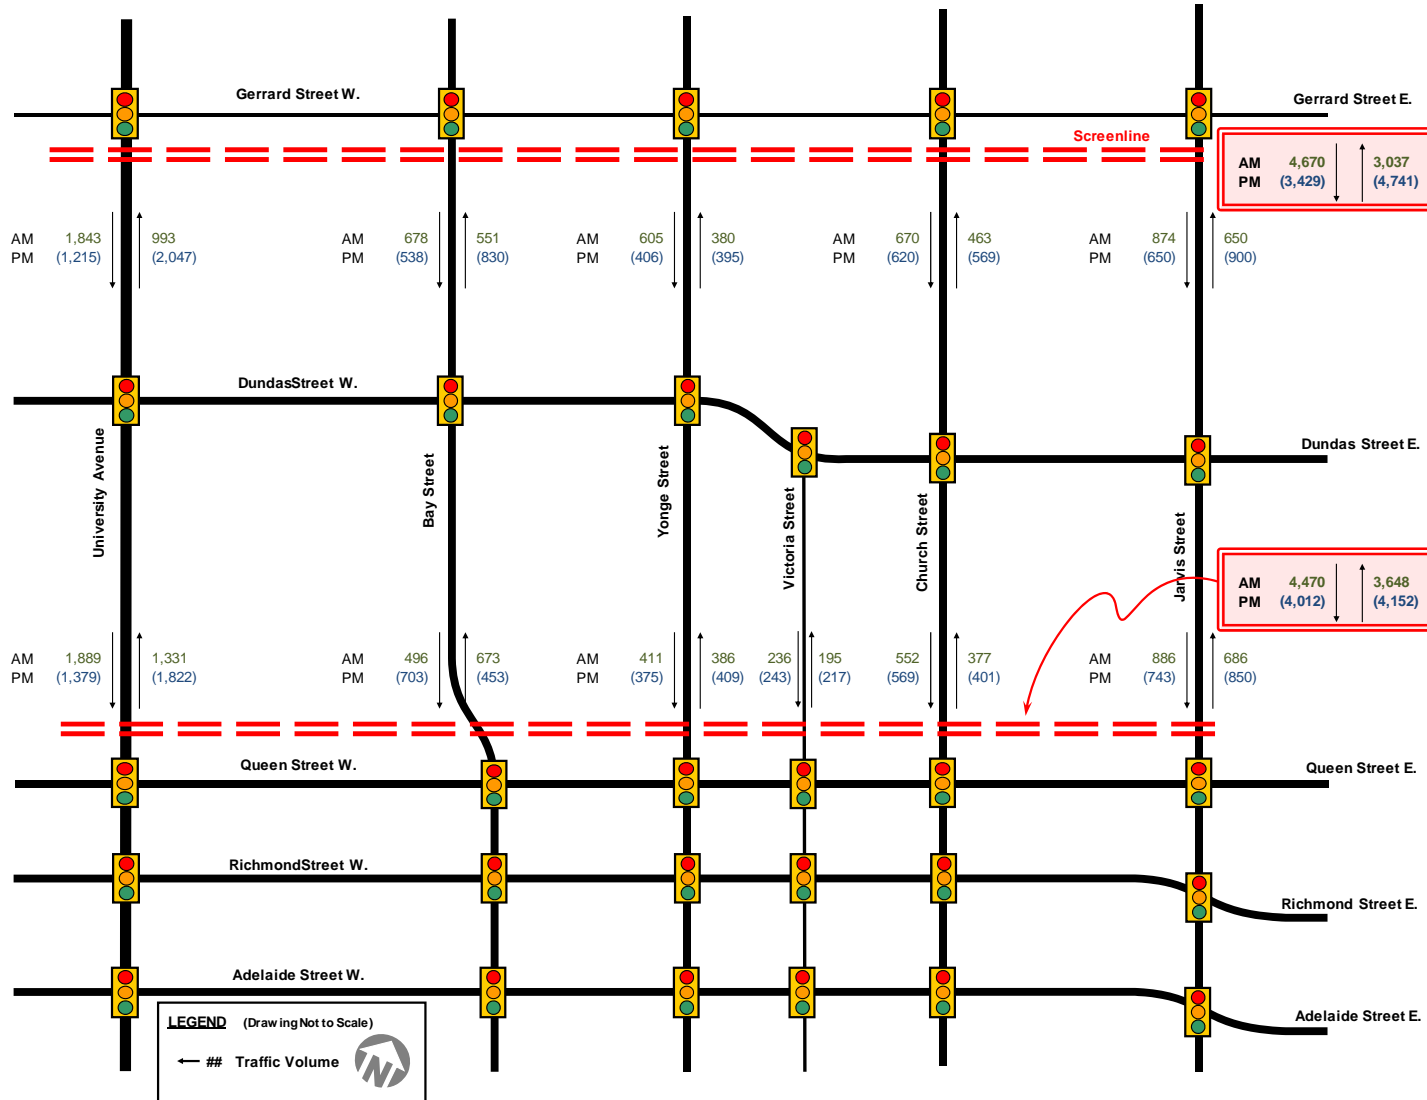 Gerrard Street W.
Gerrard Street E.
Screenline
AM 4,670 3,037
PM (3,429) (4,741)
AM 1,843 993 AM 678 551 AM 605 380 AM 670 463 AM 874 650
PM (1,215) (2,047) PM (538) (830) PM (406) (395) PM (620) (569) PM (650) (900)
DundasStreet W.
Dundas Street E.
University Avenue
Bay Street
Yonge Street
Victoria Street
Church Street
Jarvis Street
AM 4,470 3,648
PM (4,012) (4,152)
AM 1,889 1,331 AM 496 673 AM 411 386 236 195 552 377 AM 886 686
PM (1,379) (1,822) PM (703) (453) PM (375) (409) (243) (217) (569) (401) PM (743) (850)
Queen Street W.
Queen Street E.
RichmondStreet W.
Richmond Street E.
Adelaide Street W.
Adelaide Street E.
LEGEND (Drawing Not to Scale)
## Traffic Volume
N